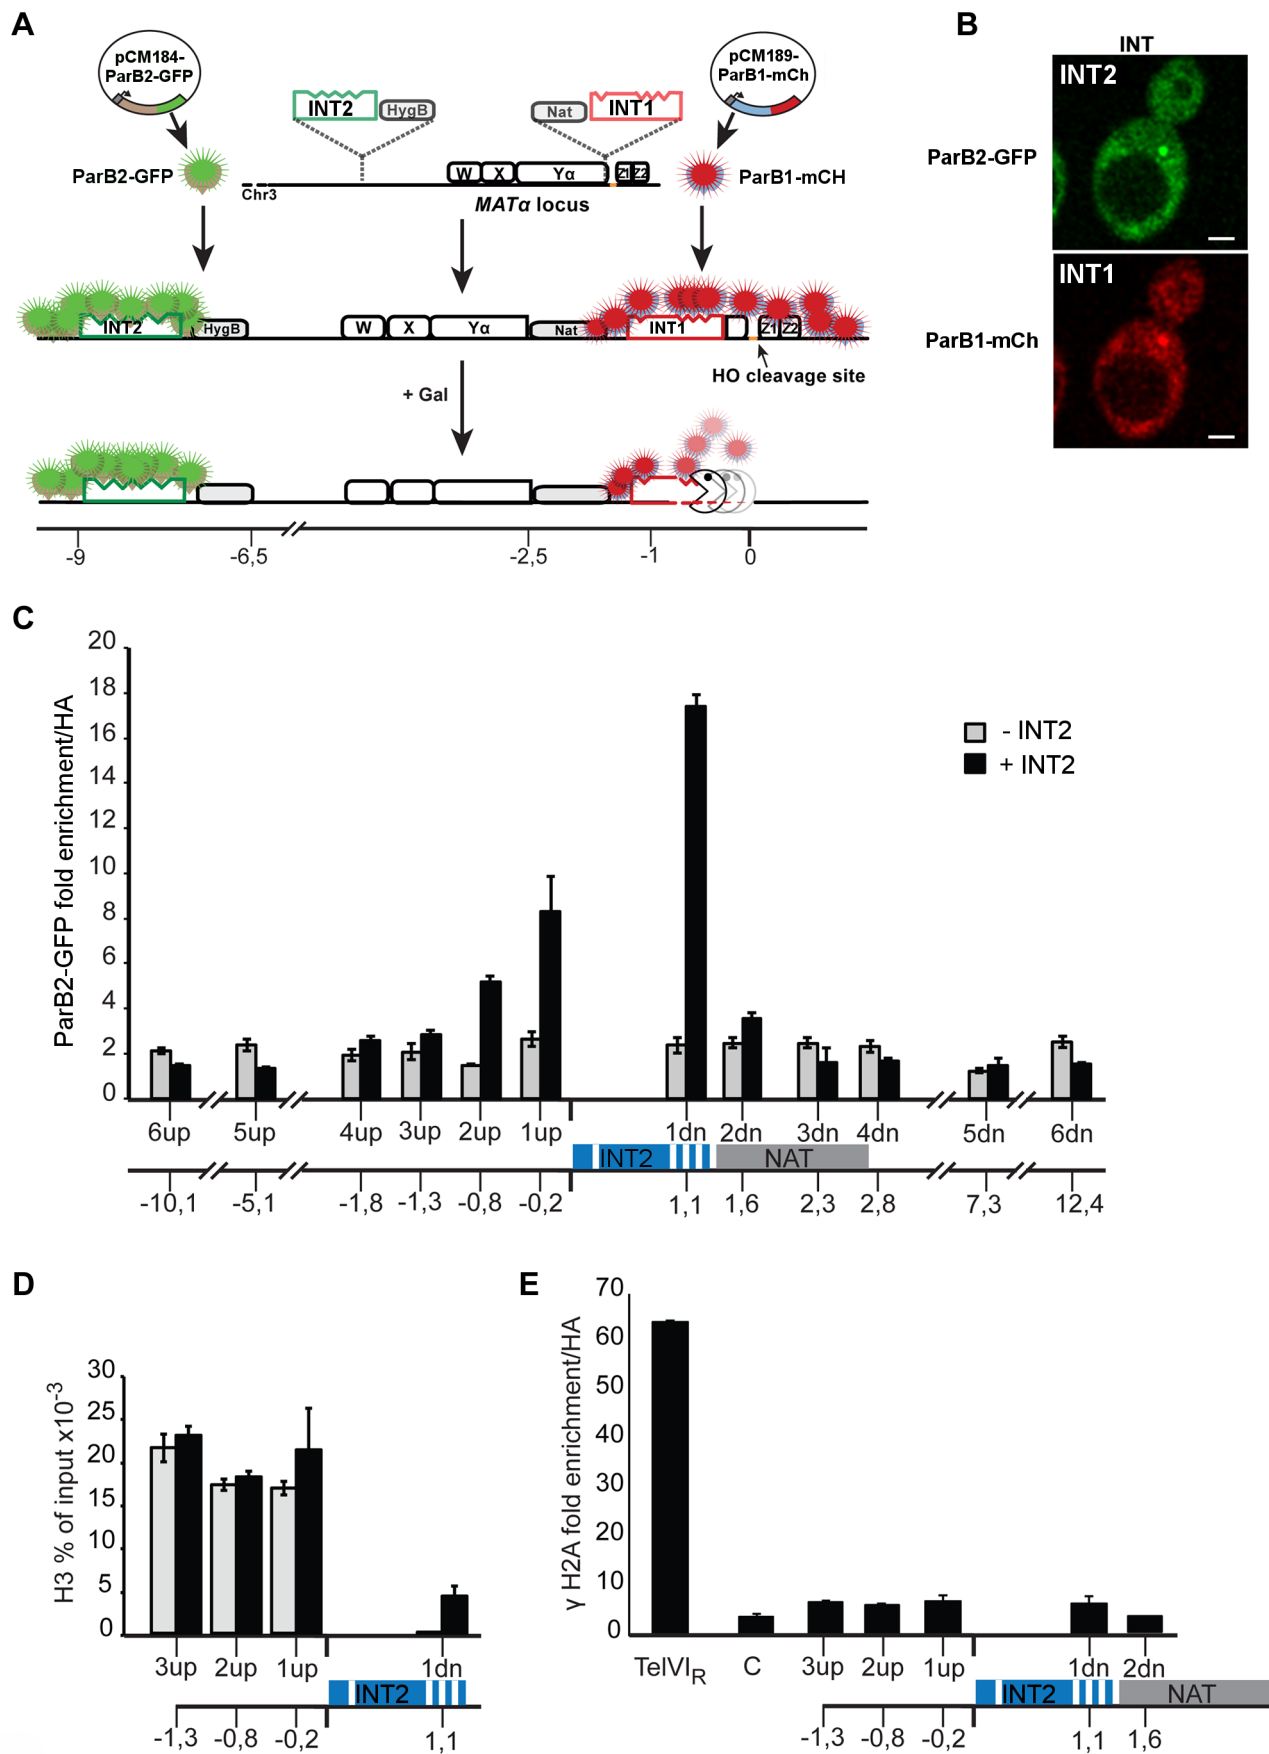 A
B
pCM184-
ParB2-GFP
pCM189-
ParB1-mCh
INT2
HygB
Nat
INT1
ParB2-GFP
W
X
Yα
Z1
Z2
ParB1-mCH
Chr3
MATα locus
INT2
HygB
W
X
Yα
Nat
INT1
Z1
Z2
HO cleavage site
+ Gal
-9
-6,5
-2,5
-1
0
INT
INT2
ParB2-GFP
INT1
ParB1-mCh
C
ParB2-GFP fold enrichment/HA
20
18
16
14
12
10
8
6
4
2
0
- INT2
+ INT2
6up 5up 4up 3up 2up 1up 1dn 2dn 3dn 4dn 5dn 6dn
INT2 NAT
-10,1 -5,1 -1,8 -1,3 -0,8 -0,2 1,1 1,6 2,3 2,8 7,3 12,4
D
H3 % of input x10-3
30
25
20
15
10
5
0
3up 2up 1up 1dn
INT2
-1,3 -0,8 -0,2 1,1
E
γ H2A fold enrichment/HA
70
60
50
40
30
20
10
0
TelVIR C 3up 2up 1up 1dn 2dn
INT2 NAT
-1,3 -0,8 -0,2 1,1 1,6